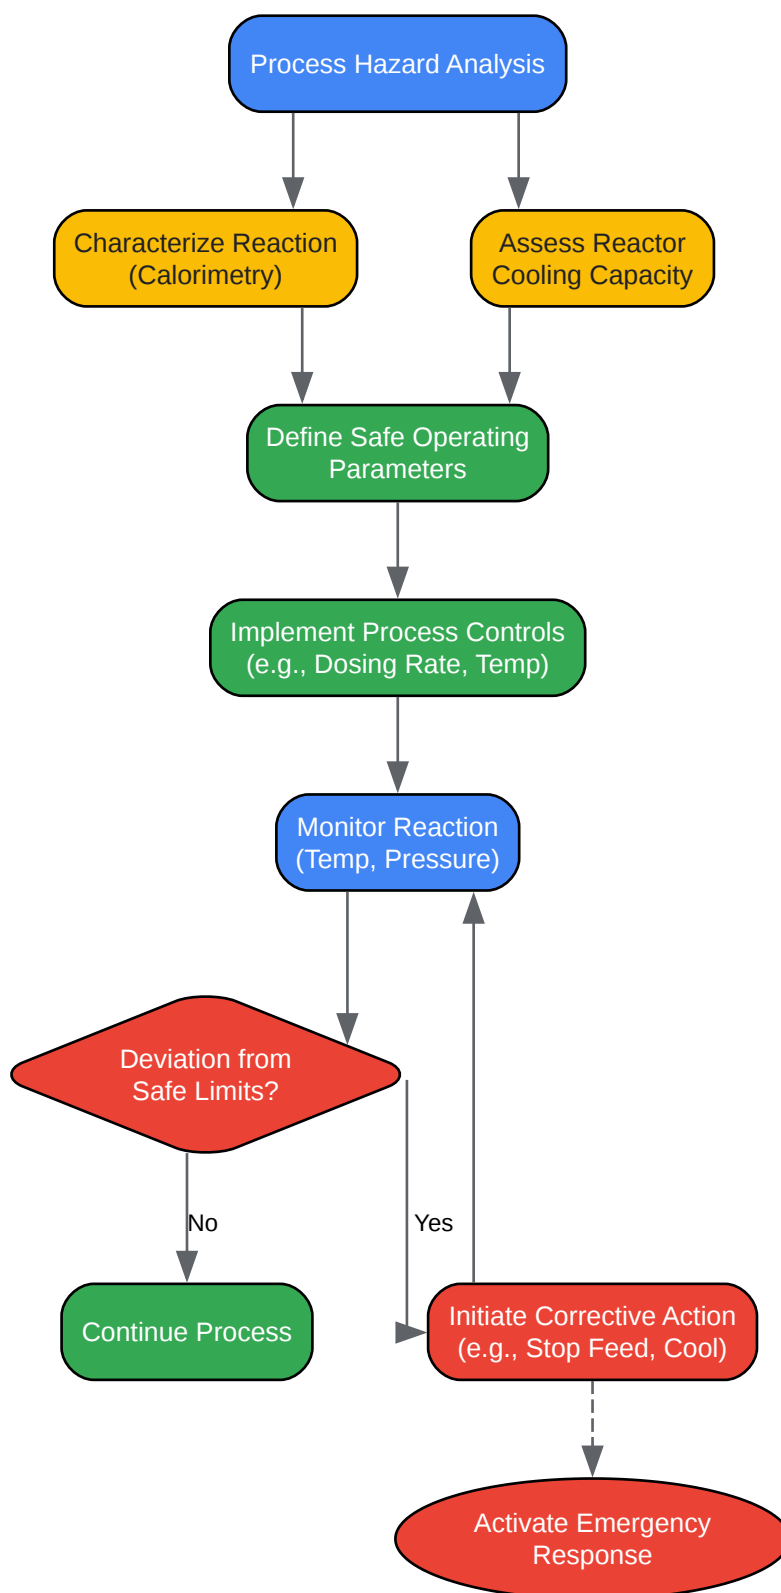 Process Hazard Analysis
Characterize Reaction
(Calorimetry)
Assess Reactor
Cooling Capacity
Define Safe Operating
Parameters
Implement Process Controls
(e.g., Dosing Rate, Temp)
Monitor Reaction
(Temp, Pressure)
Deviation from
Safe Limits?
No
Yes
Continue Process
Initiate Corrective Action
(e.g., Stop Feed, Cool)
Activate Emergency
Response